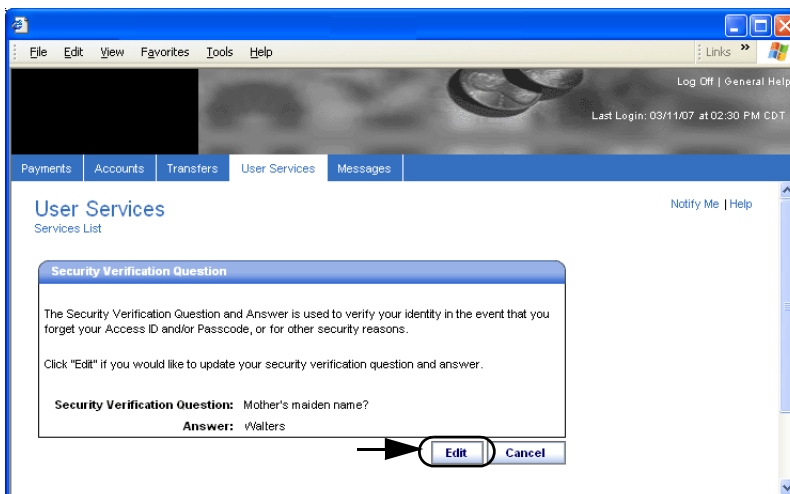 File Edit View Favorites Tools Help
Links »
Log Off | General Help
Last Login: 03/11/07 at 02:30 PM CDT
Payments Accounts Transfers User Services Messages
User Services
Notify Me | Help
Services List
Security Verification Question
The Security Verification Question and Answer is used to verify your identity in the event that you
forget your Access ID and/or Passcode, or for other security reasons.
Click "Edit" if you would like to update your security verification question and answer.
Security Verification Question: Mother's maiden name?
Answer: Walters
Edit Cancel